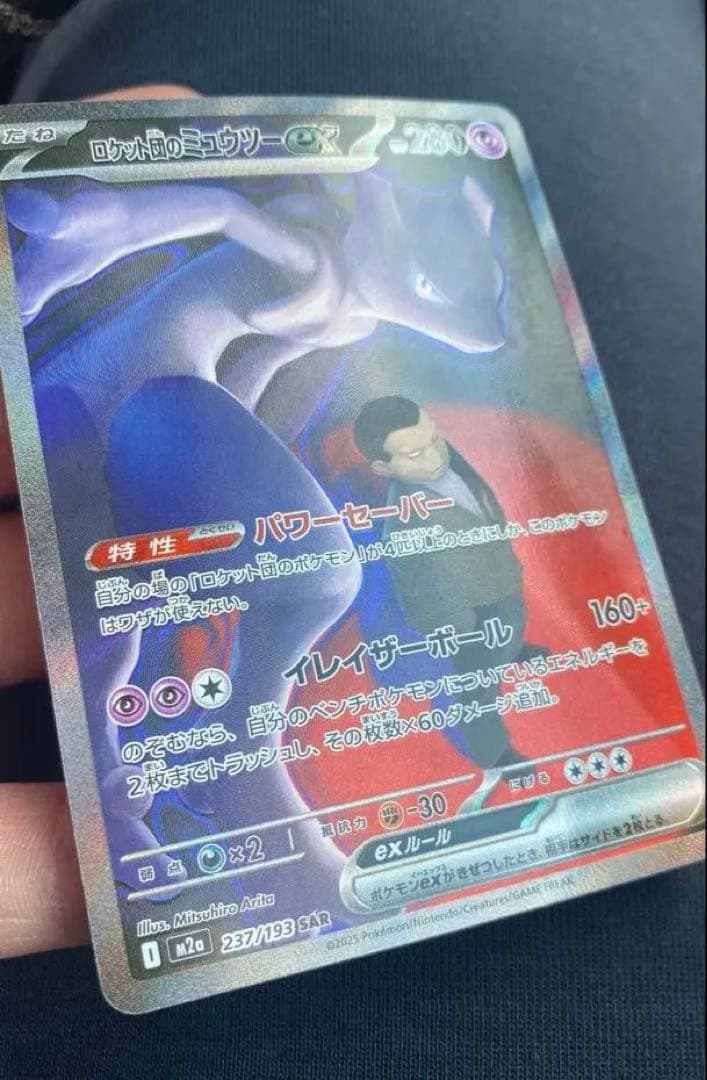 たね ロケット団のミュウツーex HP280
特性 とくせい パワーセーバー
自分の場の「ロケット団のポケモン」が4匹以上のときにしか、このポケモン
はワザが使えない。
イレイザーボール 160+
のぞむなら、自分のベンチポケモンについているエネルギーを
2枚までトラッシュし、その枚数×60ダメージ追加。
弱点 ×2 抵抗力 -30 にげる
exルール
ポケモンexがきぜつしたとき、相手はサイドを2枚とる。
Illus. Mitsuhiro Arita
I M2a 237/193 SAR
©2025 Pokémon/Nintendo/Creatures/GAME FREAK